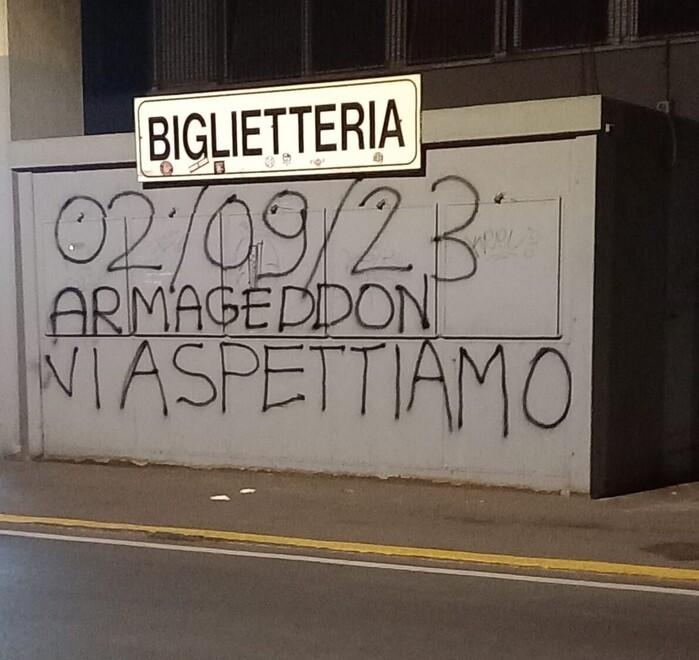 BIGLIETTERIA
02/09/23
ARMAGEDDON
VI ASPETTIAMO